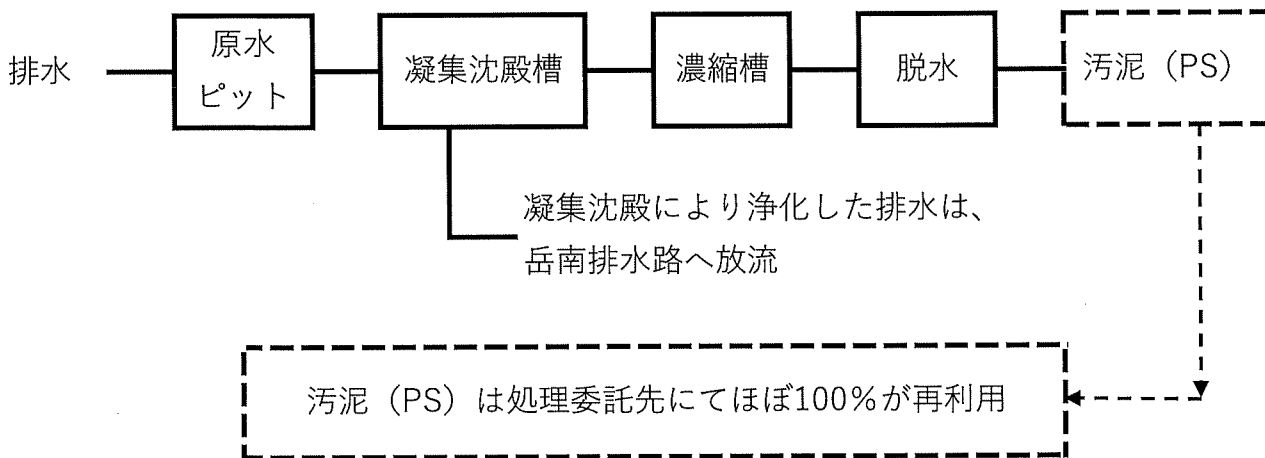 排水
原水
ピット
凝集沈殿槽
濃縮槽
脱水
汚泥（PS）
凝集沈殿により浄化した排水は、
岳南排水路へ放流
汚泥（PS）は処理委託先にてほぼ100％が再利用